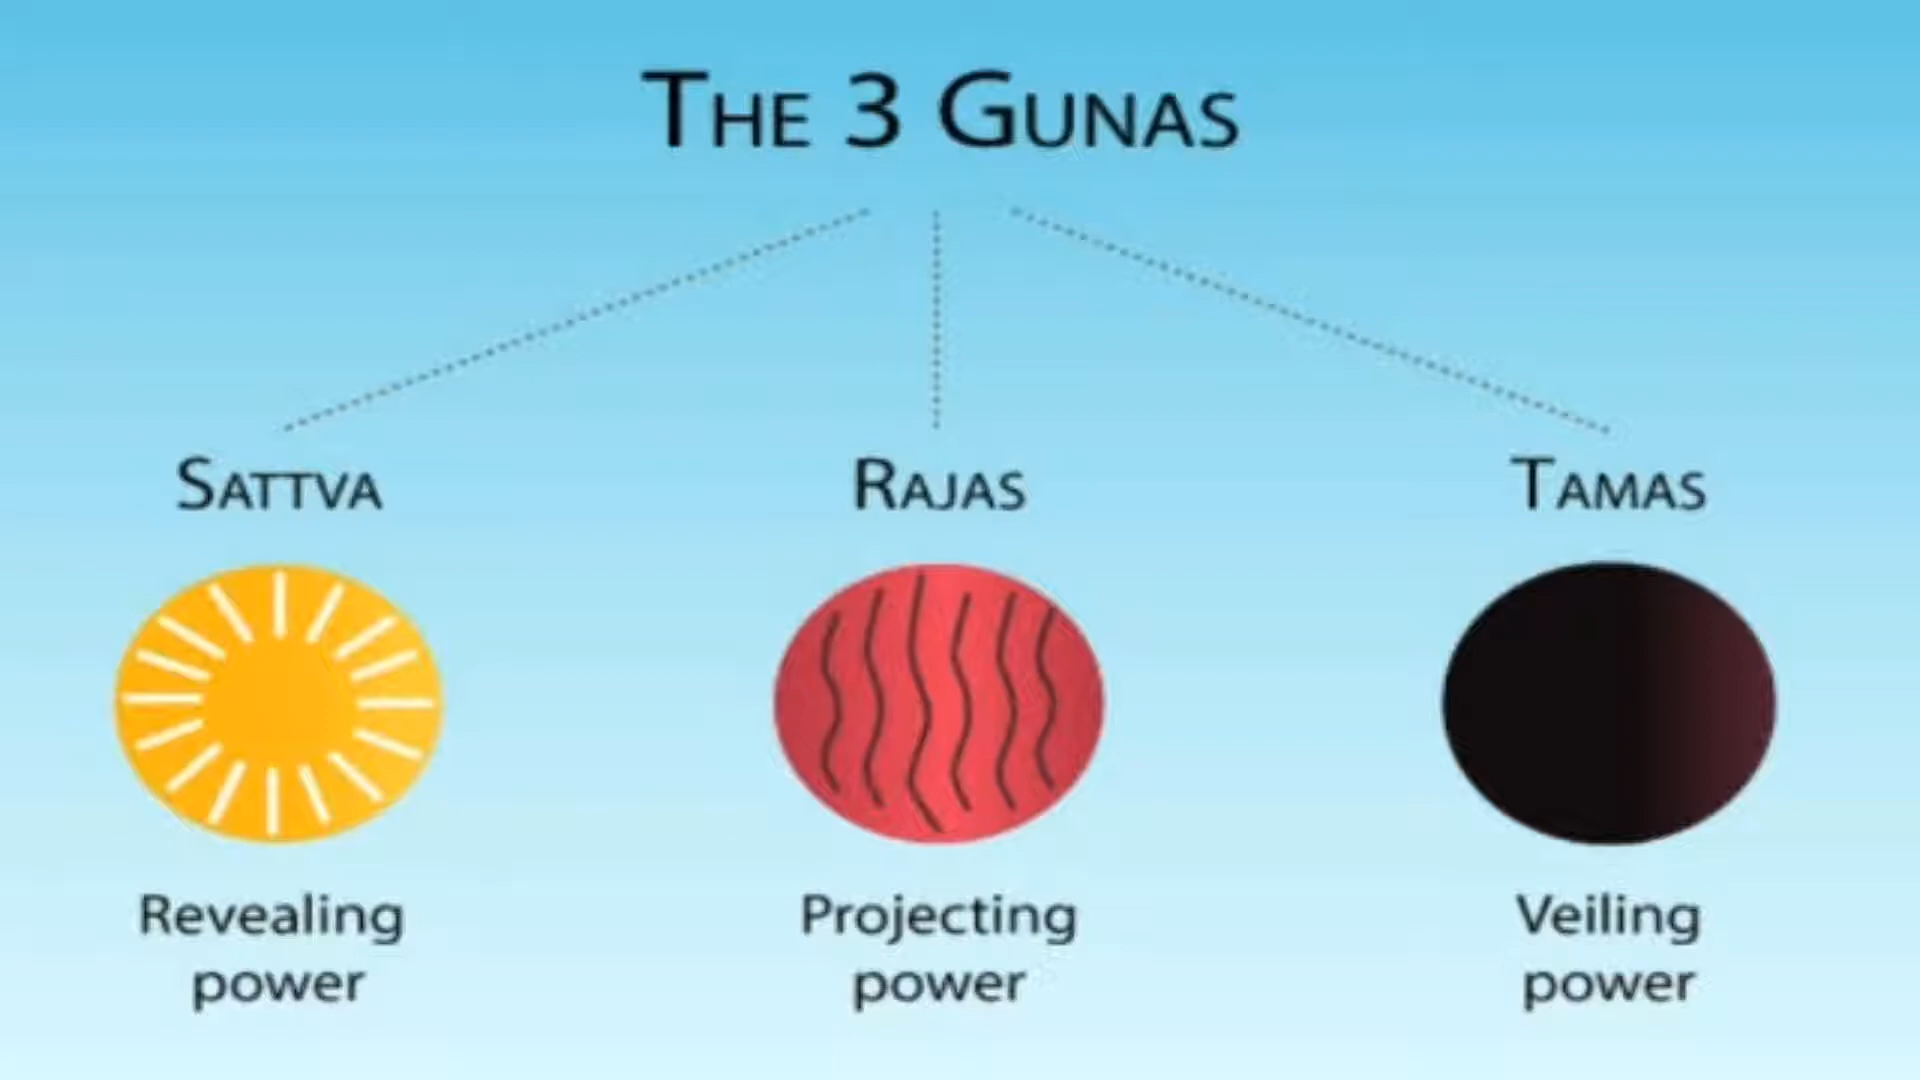 The 3 Gunas
Sattva
Rajas
Tamas
Revealing
power
Projecting
power
Veiling
power